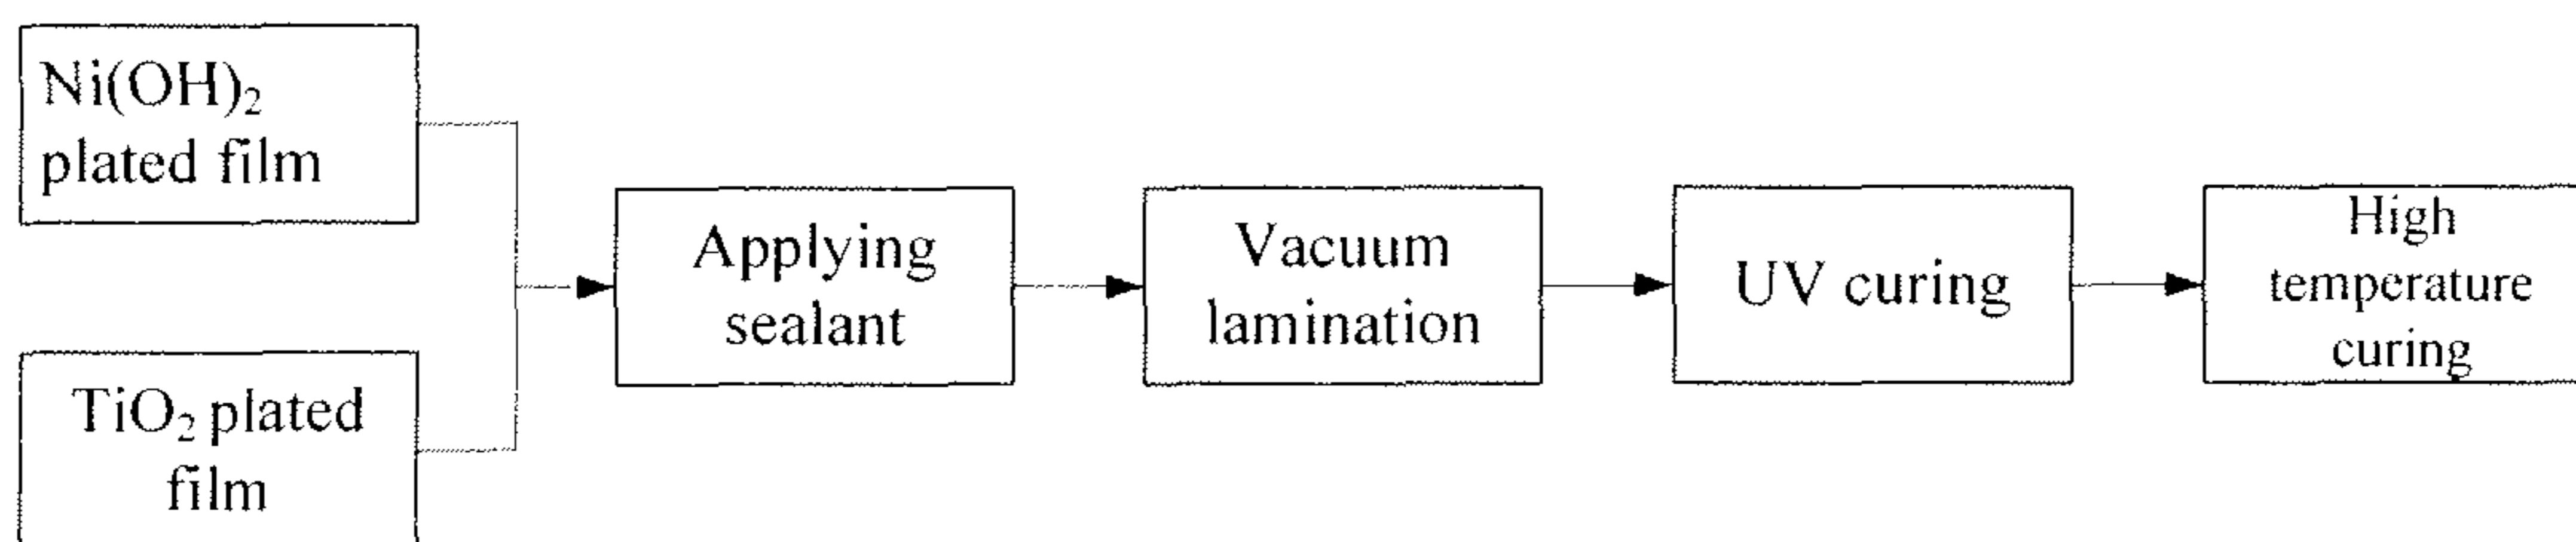 Ni(OH)₂
plated film
TiO₂ plated
film
Applying
sealant
Vacuum
lamination
UV curing
High
temperature
curing